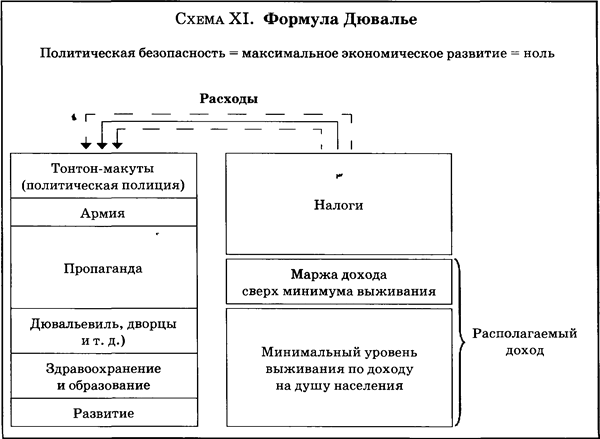 Схема XI. Формула Дювалье
Политическая безопасность = максимальное экономическое развитие = ноль
Расходы
Тонтон-макуты
(политическая полиция)
Армия
Пропаганда
Дювальевиль, дворцы
и т. д.)
Здравоохранение
и образование
Развитие
Налоги
Маржа дохода
сверх минимума выживания
Минимальный уровень
выживания по доходу
на душу населения
Располагаемый
доход